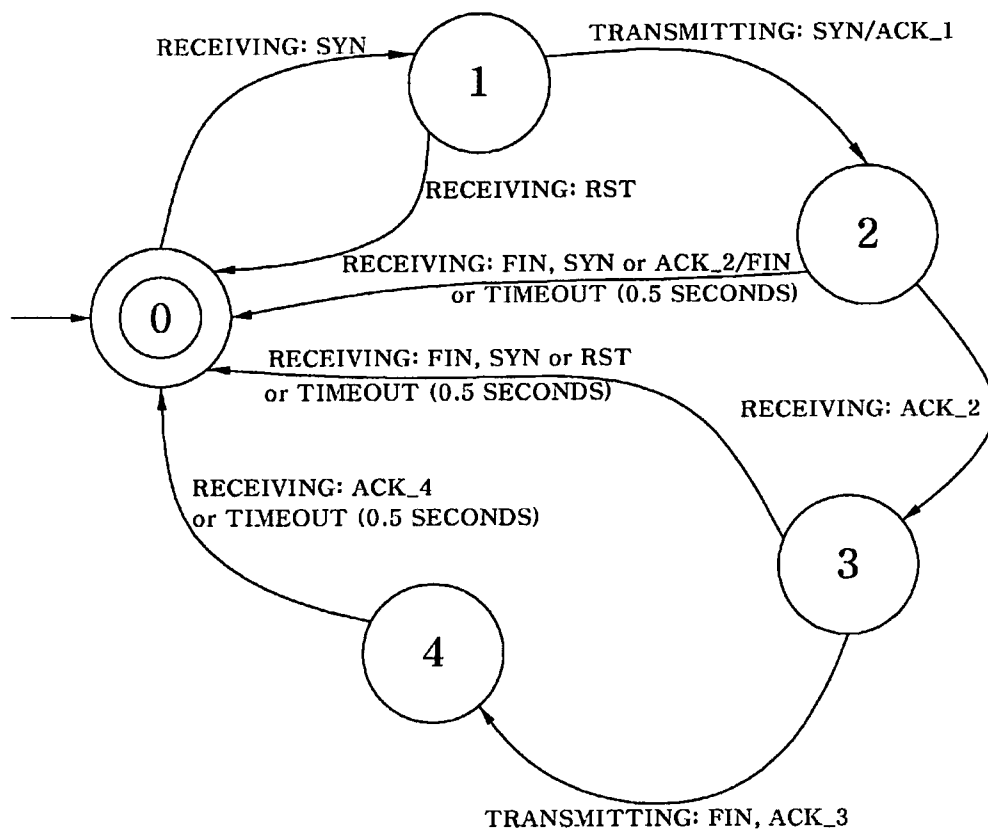 RECEIVING: SYN
TRANSMITTING: SYN/ACK_1
1
RECEIVING: RST
2
RECEIVING: FIN, SYN or ACK_2/FIN
or TIMEOUT (0.5 SECONDS)
0
RECEIVING: FIN, SYN or RST
or TIMEOUT (0.5 SECONDS)
RECEIVING: ACK_2
RECEIVING: ACK_4
or TIMEOUT (0.5 SECONDS)
3
4
TRANSMITTING: FIN, ACK_3